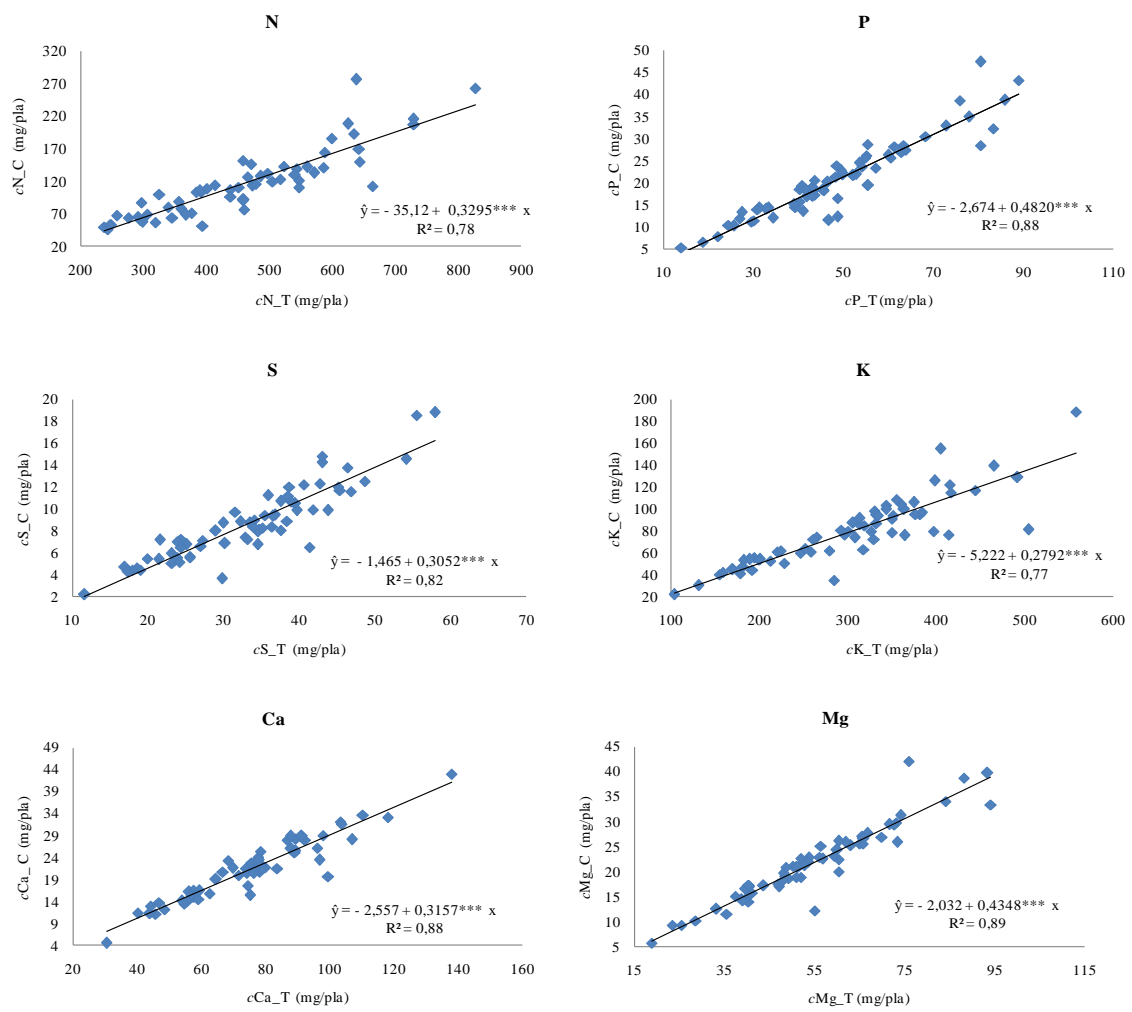 N
320
270
220
170
120
70
20
cN_C (mg/pla)
ŷ = - 35,12 + 0,3295*** x
R² = 0,78
200 300 400 500 600 700 800 900
cN_T (mg/pla)
P
50
45
40
35
30
25
20
15
10
5
cP_C (mg/pla)
ŷ = - 2,674 + 0,4820*** x
R² = 0,88
10 30 50 70 90 110
cP_T (mg/pla)
S
20
18
16
14
12
10
8
6
4
2
cS_C (mg/pla)
ŷ = - 1,465 + 0,3052*** x
R² = 0,82
10 20 30 40 50 60 70
cS_T (mg/pla)
K
200
180
160
140
120
100
80
60
40
20
cK_C (mg/pla)
ŷ = - 5,222 + 0,2792*** x
R² = 0,77
100 200 300 400 500 600
cK_T (mg/pla)
Ca
49
44
39
34
29
24
19
14
9
4
cCa_C (mg/pla)
ŷ = - 2,557 + 0,3157*** x
R² = 0,88
20 40 60 80 100 120 140 160
cCa_T (mg/pla)
Mg
45
40
35
30
25
20
15
10
5
cMg_C (mg/pla)
ŷ = - 2,032 + 0,4348*** x
R² = 0,89
15 35 55 75 95 115
cMg_T (mg/pla)